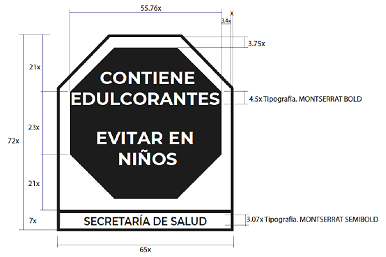 55.76x
x
2.4x
3.75x
21x
CONTIENE
EDULCORANTES
4.5x Tipografía. MONTSERRAT BOLD
72x
23x
EVITAR EN
NIÑOS
21x
7x
SECRETARÍA DE SALUD
3.07x Tipografía. MONTSERRAT SEMIBOLD
65x